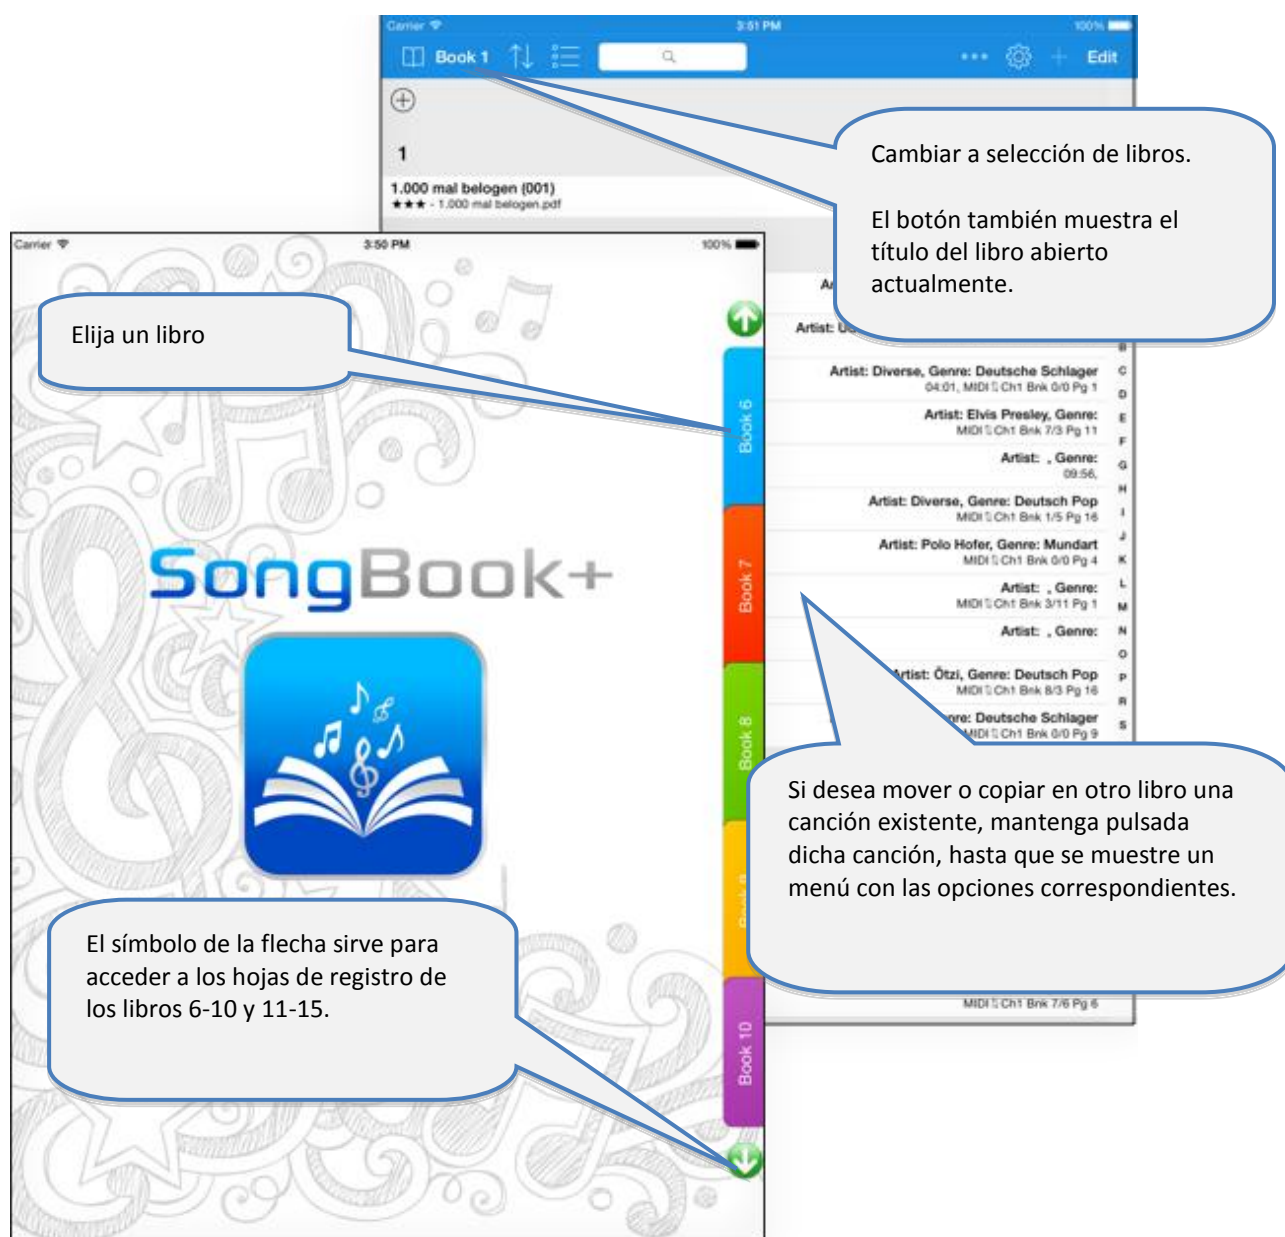 Carrier 3:51 PM 100%
Book 1 Edit
1
1.000 mal belogen (001)
★★★ - 1.000 mal belogen.pdf
Cambiar a selección de libros.
El botón también muestra el
título del libro abierto
actualmente.
Carrier 3:50 PM 100%
Elija un libro
Book 6
Book 7
Book 8
Book 10
SongBook+
El símbolo de la flecha sirve para
acceder a los hojas de registro de
los libros 6-10 y 11-15.
Artist:
Artist: Diverse, Genre: Deutsche Schlager
04:01, MIDI Ch1 Bnk 0/0 Pg 1
Artist: Elvis Presley, Genre:
MIDI Ch1 Bnk 7/3 Pg 11
Artist: , Genre:
09:56,
Artist: Diverse, Genre: Deutsch Pop
MIDI Ch1 Bnk 1/5 Pg 16
Artist: Polo Hofer, Genre: Mundart
MIDI Ch1 Bnk 0/0 Pg 4
Artist: , Genre:
MIDI Ch1 Bnk 3/11 Pg 1
Artist: , Genre:
Artist: Ötzi, Genre: Deutsch Pop
MIDI Ch1 Bnk 8/3 Pg 16
nre: Deutsche Schlager
MIDI Ch1 Bnk 0/0 Pg 9
B
C
D
E
F
G
H
I
J
K
L
M
N
O
P
R
S
Si desea mover o copiar en otro libro una
canción existente, mantenga pulsada
dicha canción, hasta que se muestre un
menú con las opciones correspondientes.
MIDI Ch1 Bnk 7/6 Pg 6